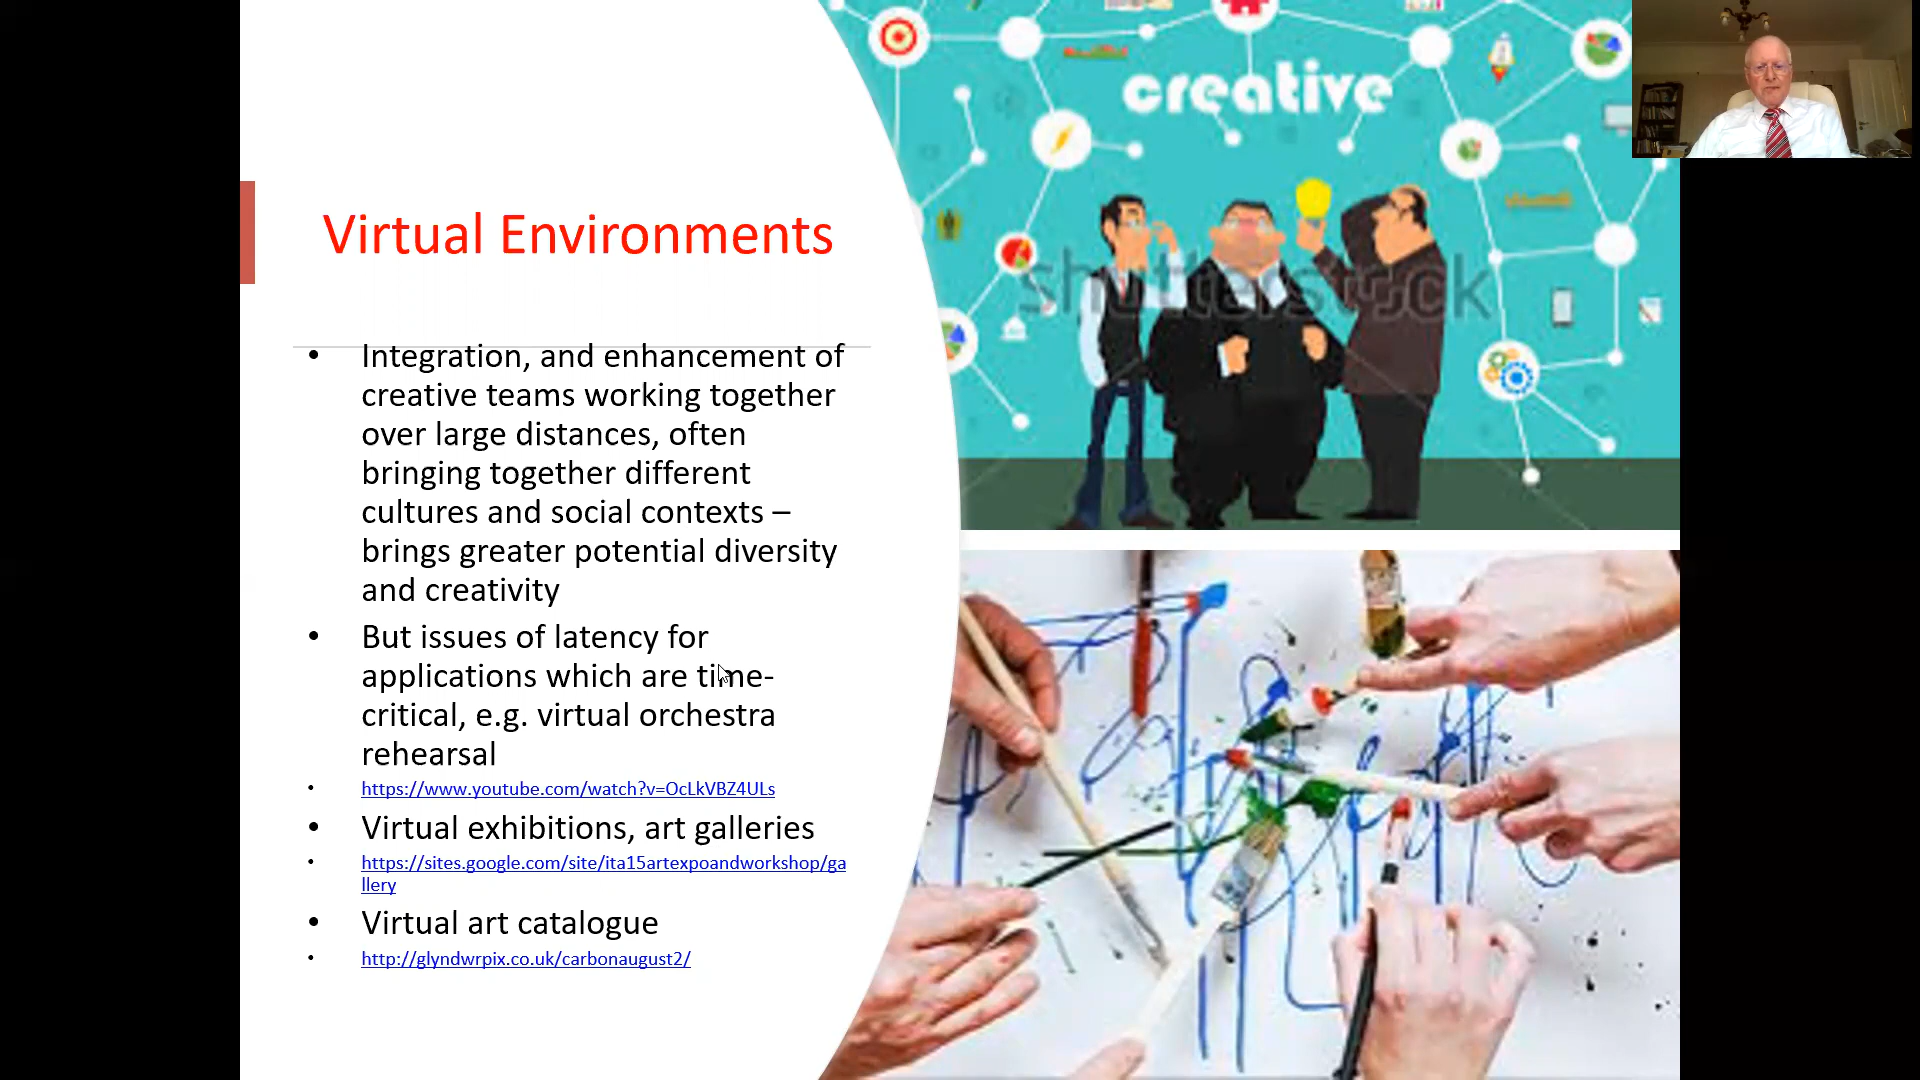 creative
shutterstock
Virtual Environments
• Integration, and enhancement of
creative teams working together
over large distances, often
bringing together different
cultures and social contexts –
brings greater potential diversity
and creativity
• But issues of latency for
applications which are time-
critical, e.g. virtual orchestra
rehearsal
• https://www.youtube.com/watch?v=OcLkVBZ4ULs
• Virtual exhibitions, art galleries
• https://sites.google.com/site/ita15artexpoandworkshop/ga
llery
• Virtual art catalogue
• http://glyndwrpix.co.uk/carbonaugust2/